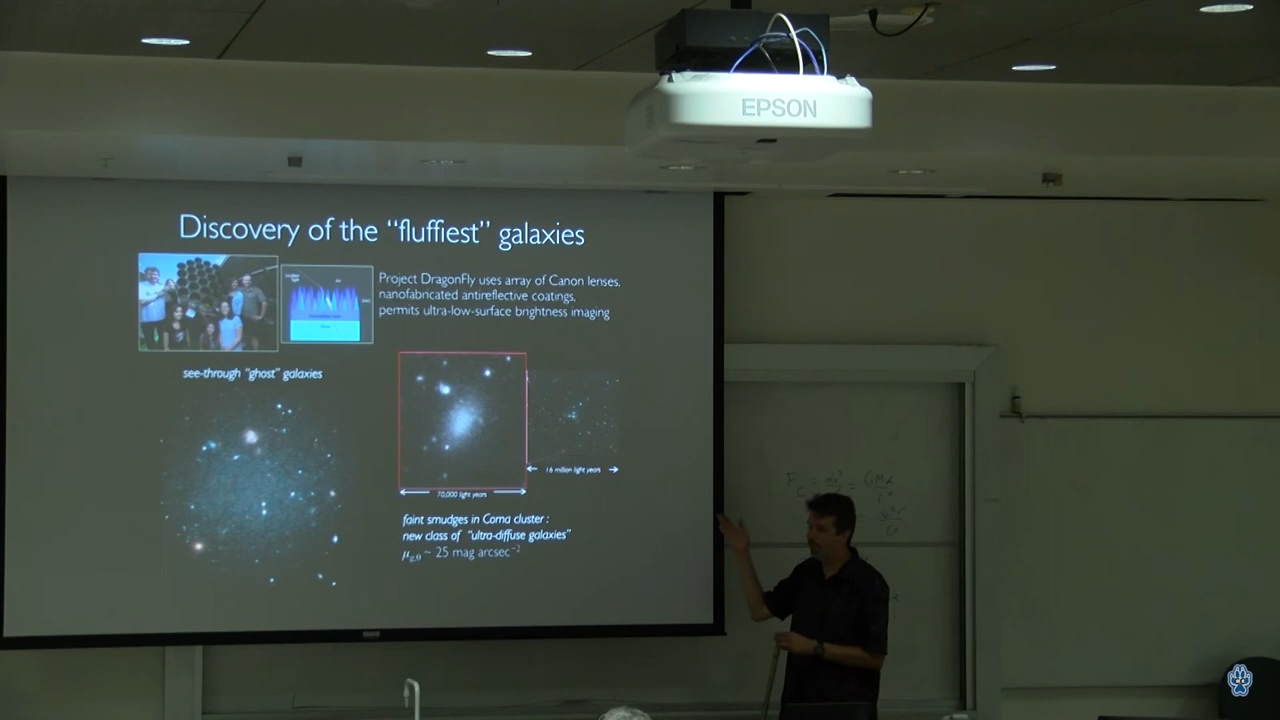 EPSON
Discovery of the “fluffiest” galaxies
Project DragonFly uses array of Canon lenses,
nanofabricated antireflective coatings,
permits ultra-low-surface brightness imaging
see-through “ghost” galaxies
16 million light years
70,000 light years
faint smudges in Coma cluster :
new class of “ultra-diffuse galaxies”
μg,0 ~ 25 mag arcsec⁻²